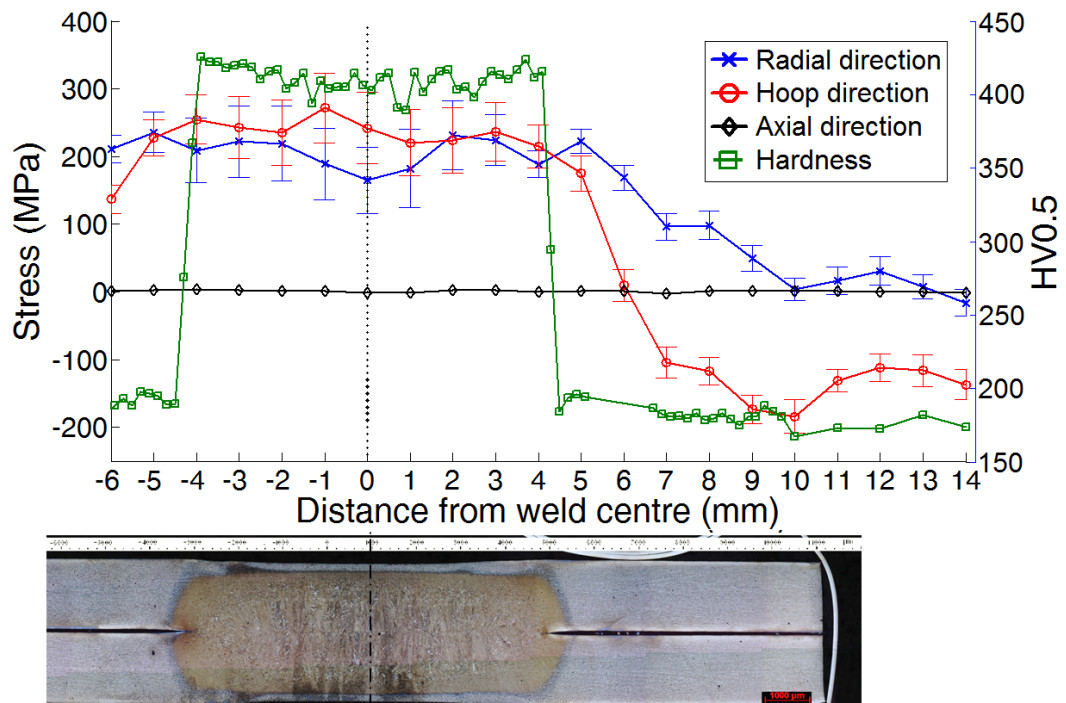 400
300
200
100
0
-100
-200
Stress (MPa)
450
400
350
300
250
200
150
HV0.5
Radial direction
Hoop direction
Axial direction
Hardness
-6 -5 -4 -3 -2 -1 0 1 2 3 4 5 6 7 8 9 10 11 12 13 14
Distance from weld centre (mm)
1000 µm